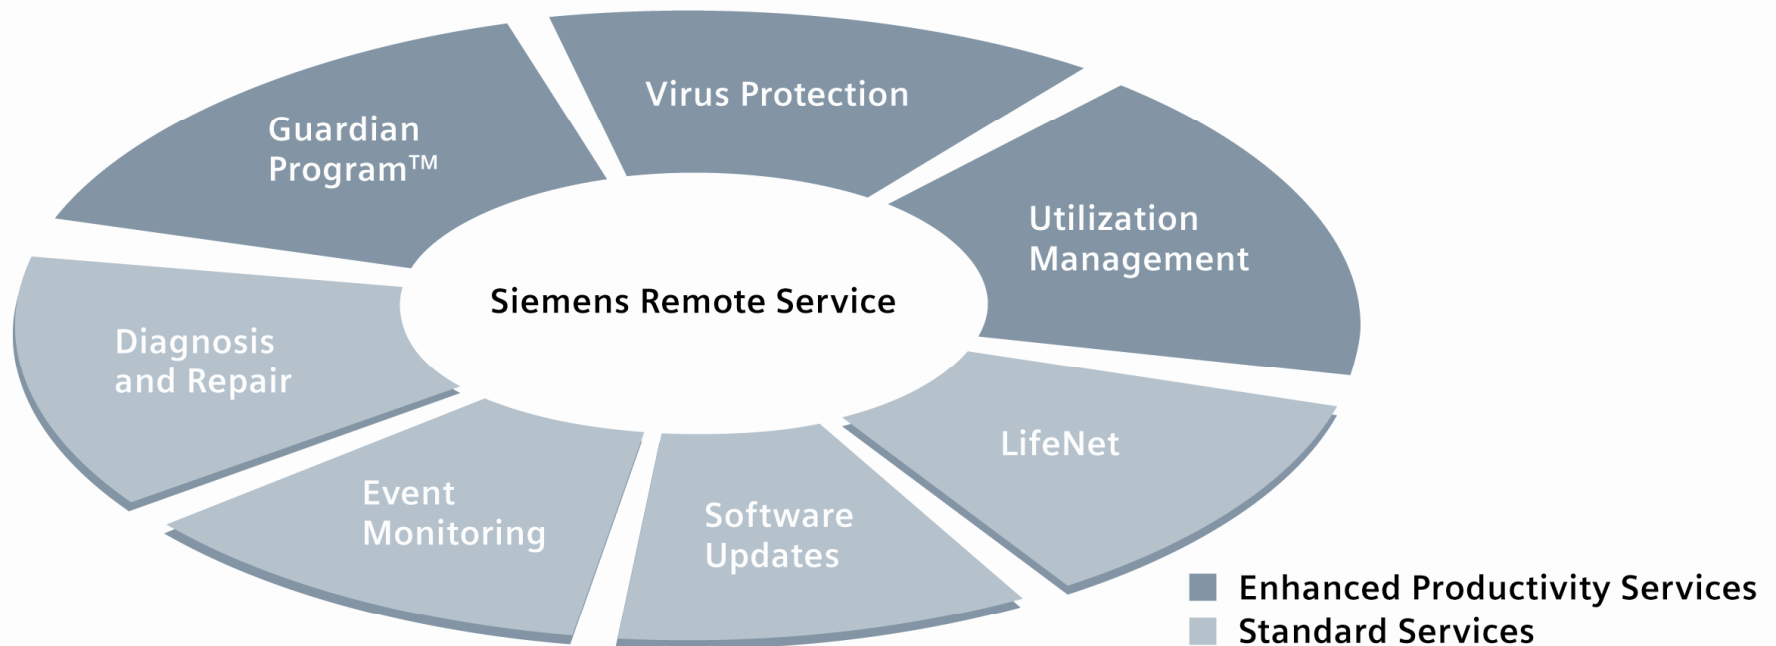 Virus Protection
Guardian
Program™
Utilization
Management
Siemens Remote Service
Diagnosis
and Repair
LifeNet
Event
Monitoring
Software
Updates
Enhanced Productivity Services
Standard Services